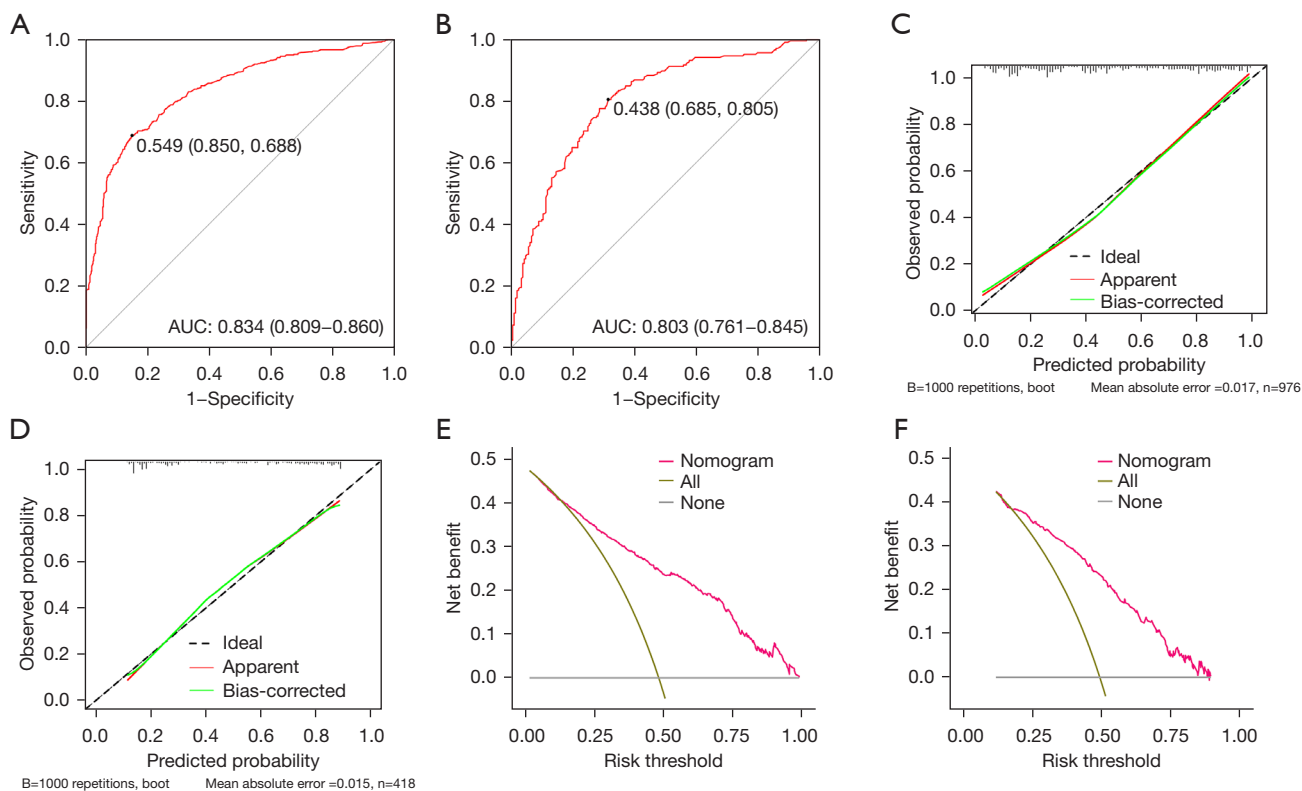 A
1.0
0.8
0.6
0.4
0.2
0.0
Sensitivity
0.549 (0.850, 0.688)
AUC: 0.834 (0.809–0.860)
0.0 0.2 0.4 0.6 0.8 1.0
1–Specificity
B
1.0
0.8
0.6
0.4
0.2
0.0
Sensitivity
0.438 (0.685, 0.805)
AUC: 0.803 (0.761–0.845)
0.0 0.2 0.4 0.6 0.8 1.0
1–Specificity
C
1.0
0.8
0.6
0.4
0.2
0.0
Observed probability
Ideal
Apparent
Bias-corrected
0.0 0.2 0.4 0.6 0.8 1.0
Predicted probability
B=1000 repetitions, boot Mean absolute error =0.017, n=976
D
1.0
0.8
0.6
0.4
0.2
0.0
Observed probability
Ideal
Apparent
Bias-corrected
0.0 0.2 0.4 0.6 0.8 1.0
Predicted probability
B=1000 repetitions, boot Mean absolute error =0.015, n=418
E
0.5
0.4
0.3
0.2
0.1
0.0
Net benefit
Nomogram
All
None
0.00 0.25 0.50 0.75 1.00
Risk threshold
F
0.5
0.4
0.3
0.2
0.1
0.0
Net benefit
Nomogram
All
None
0.00 0.25 0.50 0.75 1.00
Risk threshold